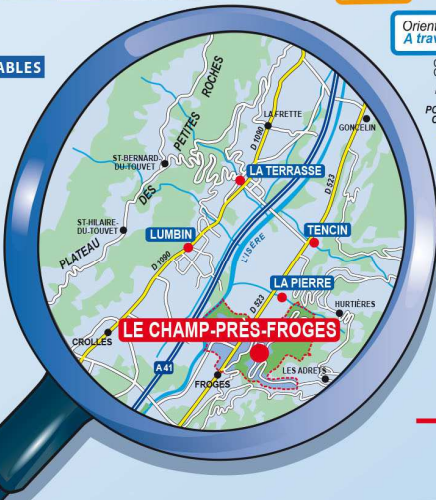 ABLES
Orient
A trav
PLATEAU DES PETITES ROCHES
LA FRETTE
D 1090
GONCELIN
ST-BERNARD-
DU-TOUVET
LA TERRASSE
D 523
ST-HILAIRE-
DU-TOUVET
LUMBIN
TENCIN
L'ISÈRE
D 1090
LA PIERRE
D 523
HURTIÈRES
LE CHAMP-PRÈS-FROGES
CROLLES
A 41
FROGES
LES ADRETS